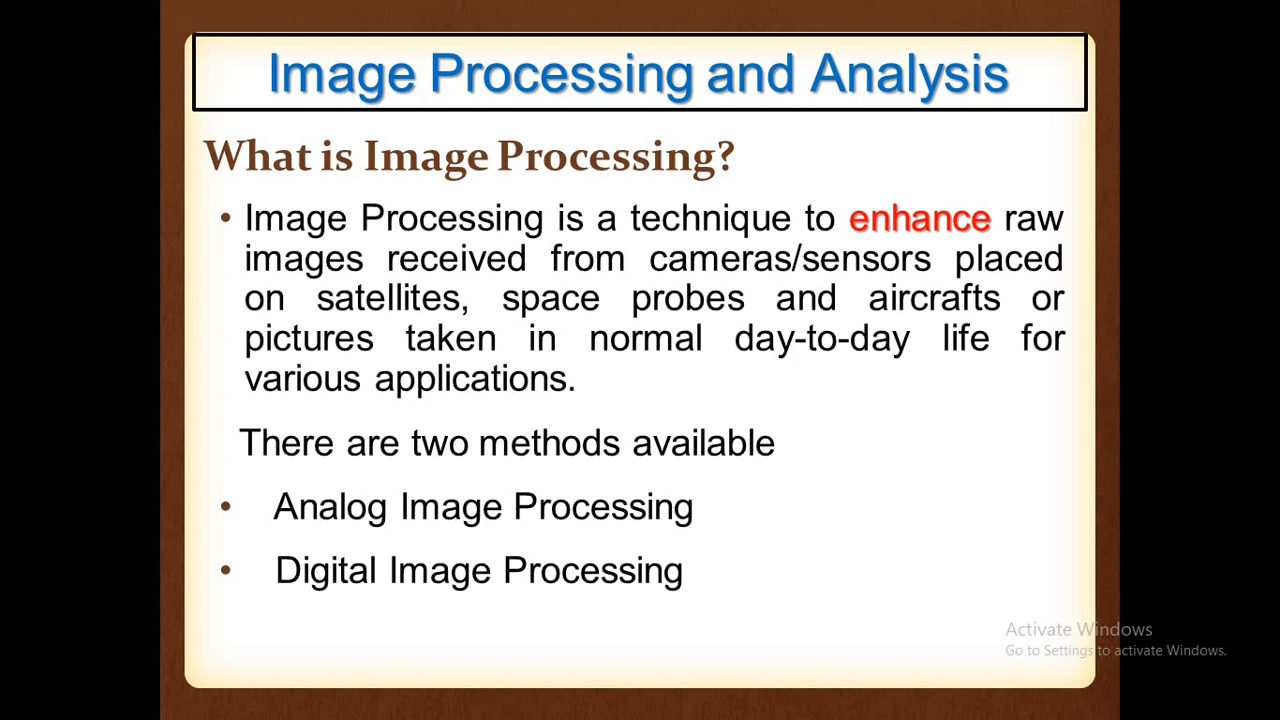 Image Processing and Analysis
What is Image Processing?
• Image Processing is a technique to enhance raw
images received from cameras/sensors placed
on satellites, space probes and aircrafts or
pictures taken in normal day-to-day life for
various applications.
There are two methods available
• Analog Image Processing
• Digital Image Processing
Activate Windows
Go to Settings to activate Windows.